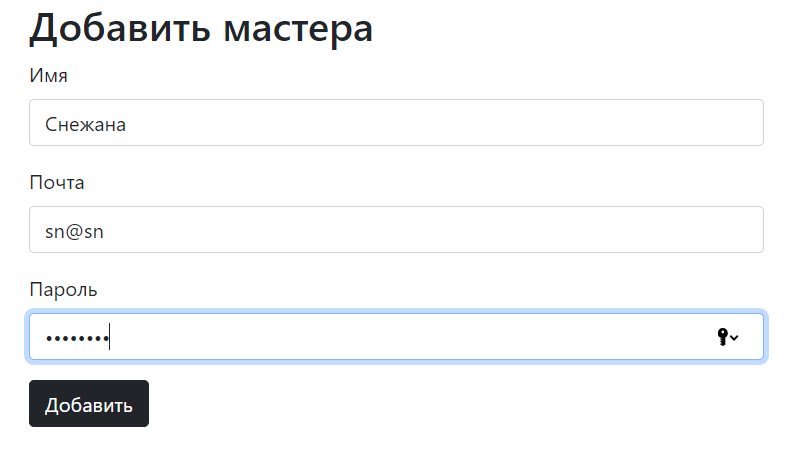 Добавить мастера
Имя
Снежана
Почта
sn@sn
Пароль
••••••••
Добавить